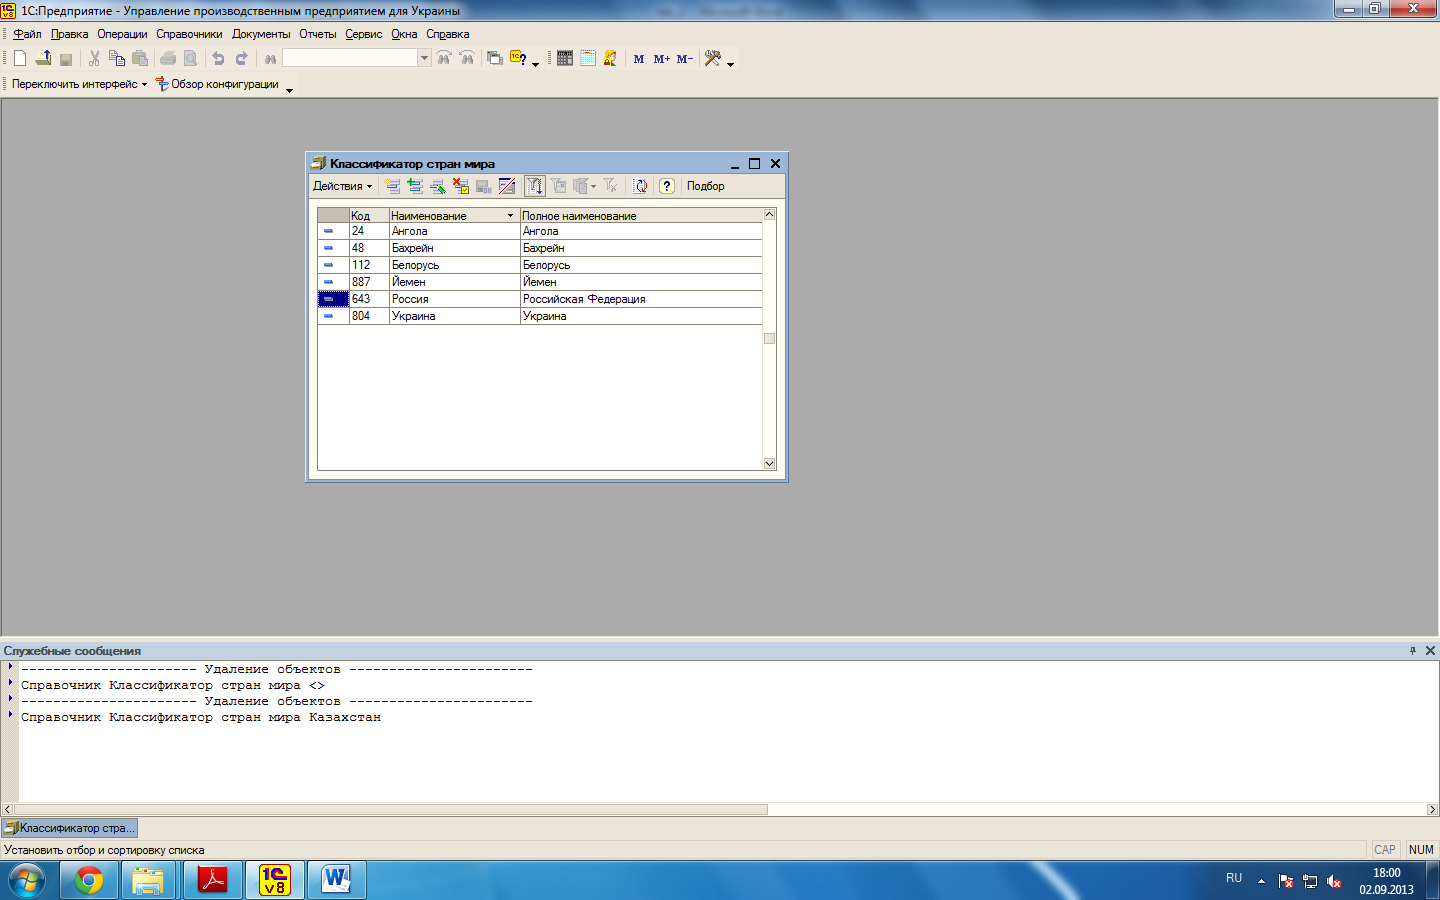 1С:Предприятие - Управление производственным предприятием для Украины
Файл Правка Операции Справочники Документы Отчеты Сервис Окна Справка
M M+ M-
Переключить интерфейс Обзор конфигурации
Классификатор стран мира
Действия Подбор
Код Наименование Полное наименование
24 Ангола Ангола
48 Бахрейн Бахрейн
112 Белорусь Белорусь
887 Йемен Йемен
643 Россия Российская Федерация
804 Украина Украина
Служебные сообщения
---------------------- Удаление объектов -----------------------
Справочник Классификатор стран мира <>
---------------------- Удаление объектов -----------------------
Справочник Классификатор стран мира Казахстан
Классификатор стра...
Установить отбор и сортировку списка CAP NUM
1С v8
RU
18:00
02.09.2013